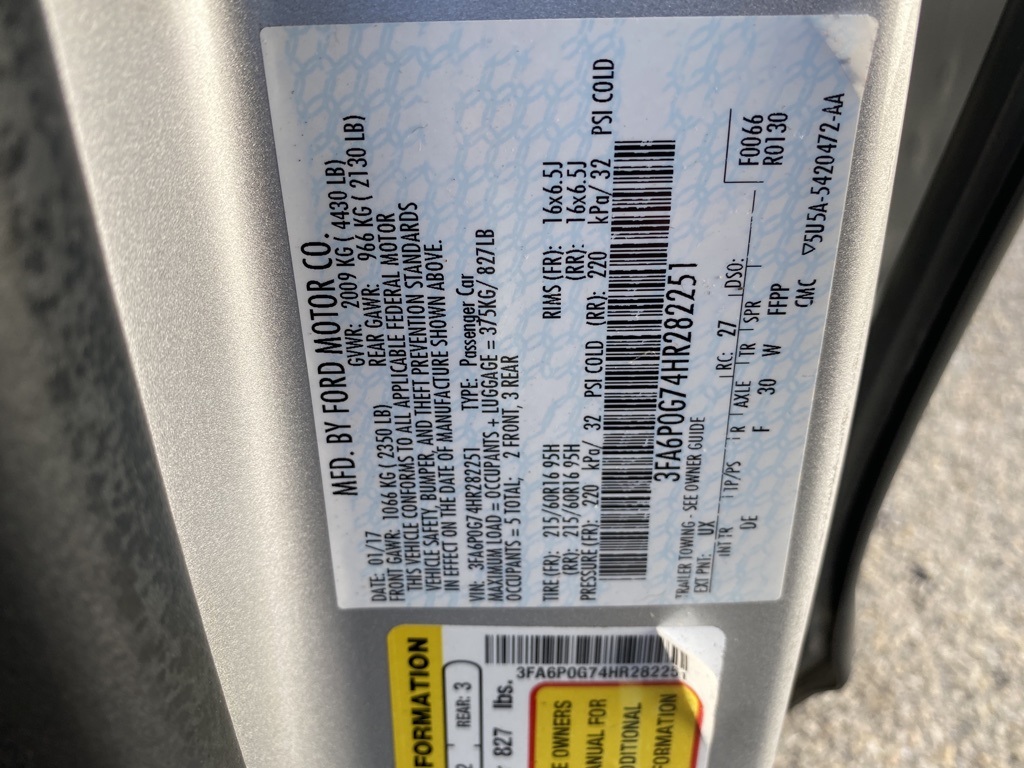 MFD. BY FORD MOTOR CO.
DATE: 01/17 GVWR: 2009 KG ( 4430 LB)
FRONT GAWR: 1066 KG ( 2350 LB) REAR GAWR: 966 KG ( 2130 LB)
THIS VEHICLE CONFORMS TO ALL APPLICABLE FEDERAL MOTOR
VEHICLE SAFETY, BUMPER, AND THEFT PREVENTION STANDARDS
IN EFFECT ON THE DATE OF MANUFACTURE SHOWN ABOVE.
VIN: 3FA6P0G74HR282251 TYPE: Passenger Car
MAXIMUM LOAD = OCCUPANTS + LUGGAGE = 375KG/ 827LB
OCCUPANTS = 5 TOTAL; 2 FRONT, 3 REAR
TIRE (FR): 215/60R16 95H RIMS (FR): 16x6.5J
(RR): 215/60R16 95H (RR): 16x6.5J
PRESSURE (FR): 220 kPa/ 32 PSI COLD (RR): 220 kPa/ 32 PSI COLD
3FA6P0G74HR282251
TRAILER TOWING - SEE OWNER GUIDE
EXT PNT: UX RC: 27 DSO: F0066
R0130
INT TR TP/PS R AXLE TR SPR
DE F 30 W FFPP
CMC
▽5U5A-5420472-AA
FORMATION
2 REAR: 3
827 lbs.
3FA6P0G74HR282251
E OWNERS
ANUAL FOR
DDITIONAL
FORMATION